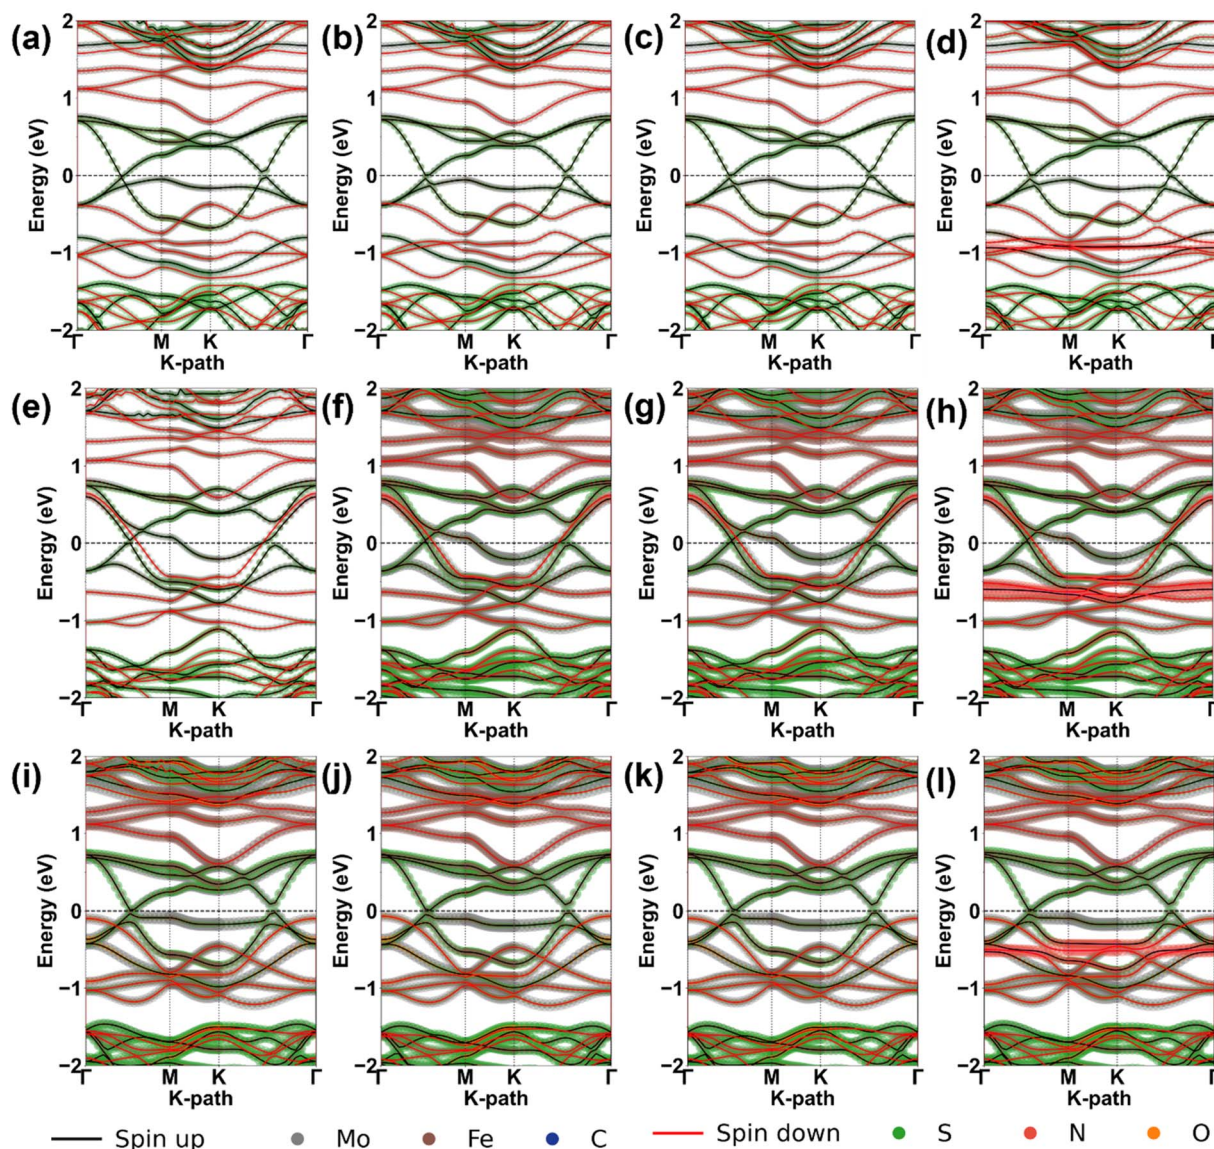 (a) (b) (c) (d)
2 2 2 2
1 1 1 1
0 0 0 0
−1 −1 −1 −1
−2 −2 −2 −2
Energy (eV) Energy (eV) Energy (eV) Energy (eV)
Γ M K Γ Γ M K Γ Γ M K Γ Γ M K Γ
K-path K-path K-path K-path
(e) (f) (g) (h)
2 2 2 2
1 1 1 1
0 0 0 0
−1 −1 −1 −1
−2 −2 −2 −2
Energy (eV) Energy (eV) Energy (eV) Energy (eV)
Γ M K Γ Γ M K Γ Γ M K Γ Γ M K Γ
K-path K-path K-path K-path
(i) (j) (k) (l)
2 2 2 2
1 1 1 1
0 0 0 0
−1 −1 −1 −1
−2 −2 −2 −2
Energy (eV) Energy (eV) Energy (eV) Energy (eV)
Γ M K Γ Γ M K Γ Γ M K Γ Γ M K Γ
K-path K-path K-path K-path
Spin up Mo Fe C Spin down S N O